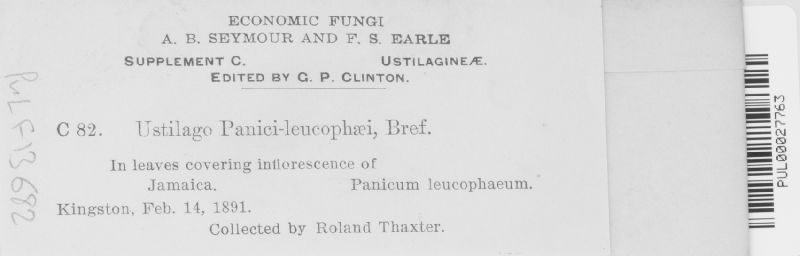 ECONOMIC FUNGI
A. B. SEYMOUR AND F. S. EARLE
SUPPLEMENT C. USTILAGINEÆ.
EDITED BY G. P. CLINTON.
C 82. Ustilago Panici-leucophæi, Bref.
In leaves covering inflorescence of
Jamaica. Panicum leucophaeum.
Kingston, Feb. 14, 1891.
Collected by Roland Thaxter.
PUL F13682
PUL00027763